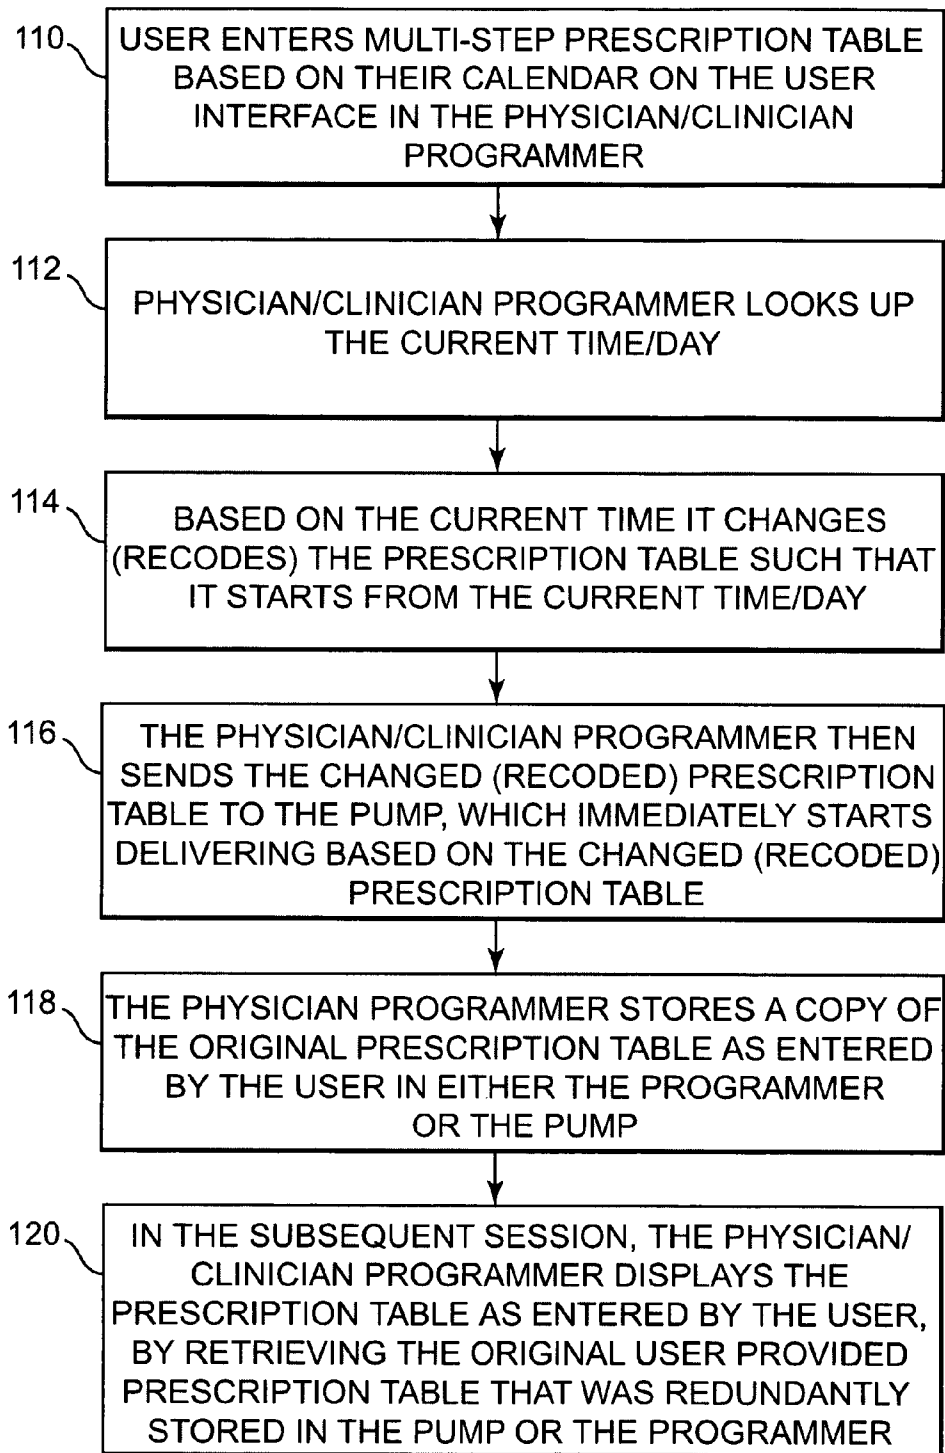 110
USER ENTERS MULTI-STEP PRESCRIPTION TABLE
BASED ON THEIR CALENDAR ON THE USER
INTERFACE IN THE PHYSICIAN/CLINICIAN
PROGRAMMER
112
PHYSICIAN/CLINICIAN PROGRAMMER LOOKS UP
THE CURRENT TIME/DAY
114
BASED ON THE CURRENT TIME IT CHANGES
(RECODES) THE PRESCRIPTION TABLE SUCH THAT
IT STARTS FROM THE CURRENT TIME/DAY
116
THE PHYSICIAN/CLINICIAN PROGRAMMER THEN
SENDS THE CHANGED (RECODED) PRESCRIPTION
TABLE TO THE PUMP, WHICH IMMEDIATELY STARTS
DELIVERING BASED ON THE CHANGED (RECODED)
PRESCRIPTION TABLE
118
THE PHYSICIAN PROGRAMMER STORES A COPY OF
THE ORIGINAL PRESCRIPTION TABLE AS ENTERED
BY THE USER IN EITHER THE PROGRAMMER
OR THE PUMP
120
IN THE SUBSEQUENT SESSION, THE PHYSICIAN/
CLINICIAN PROGRAMMER DISPLAYS THE
PRESCRIPTION TABLE AS ENTERED BY THE USER,
BY RETRIEVING THE ORIGINAL USER PROVIDED
PRESCRIPTION TABLE THAT WAS REDUNDANTLY
STORED IN THE PUMP OR THE PROGRAMMER